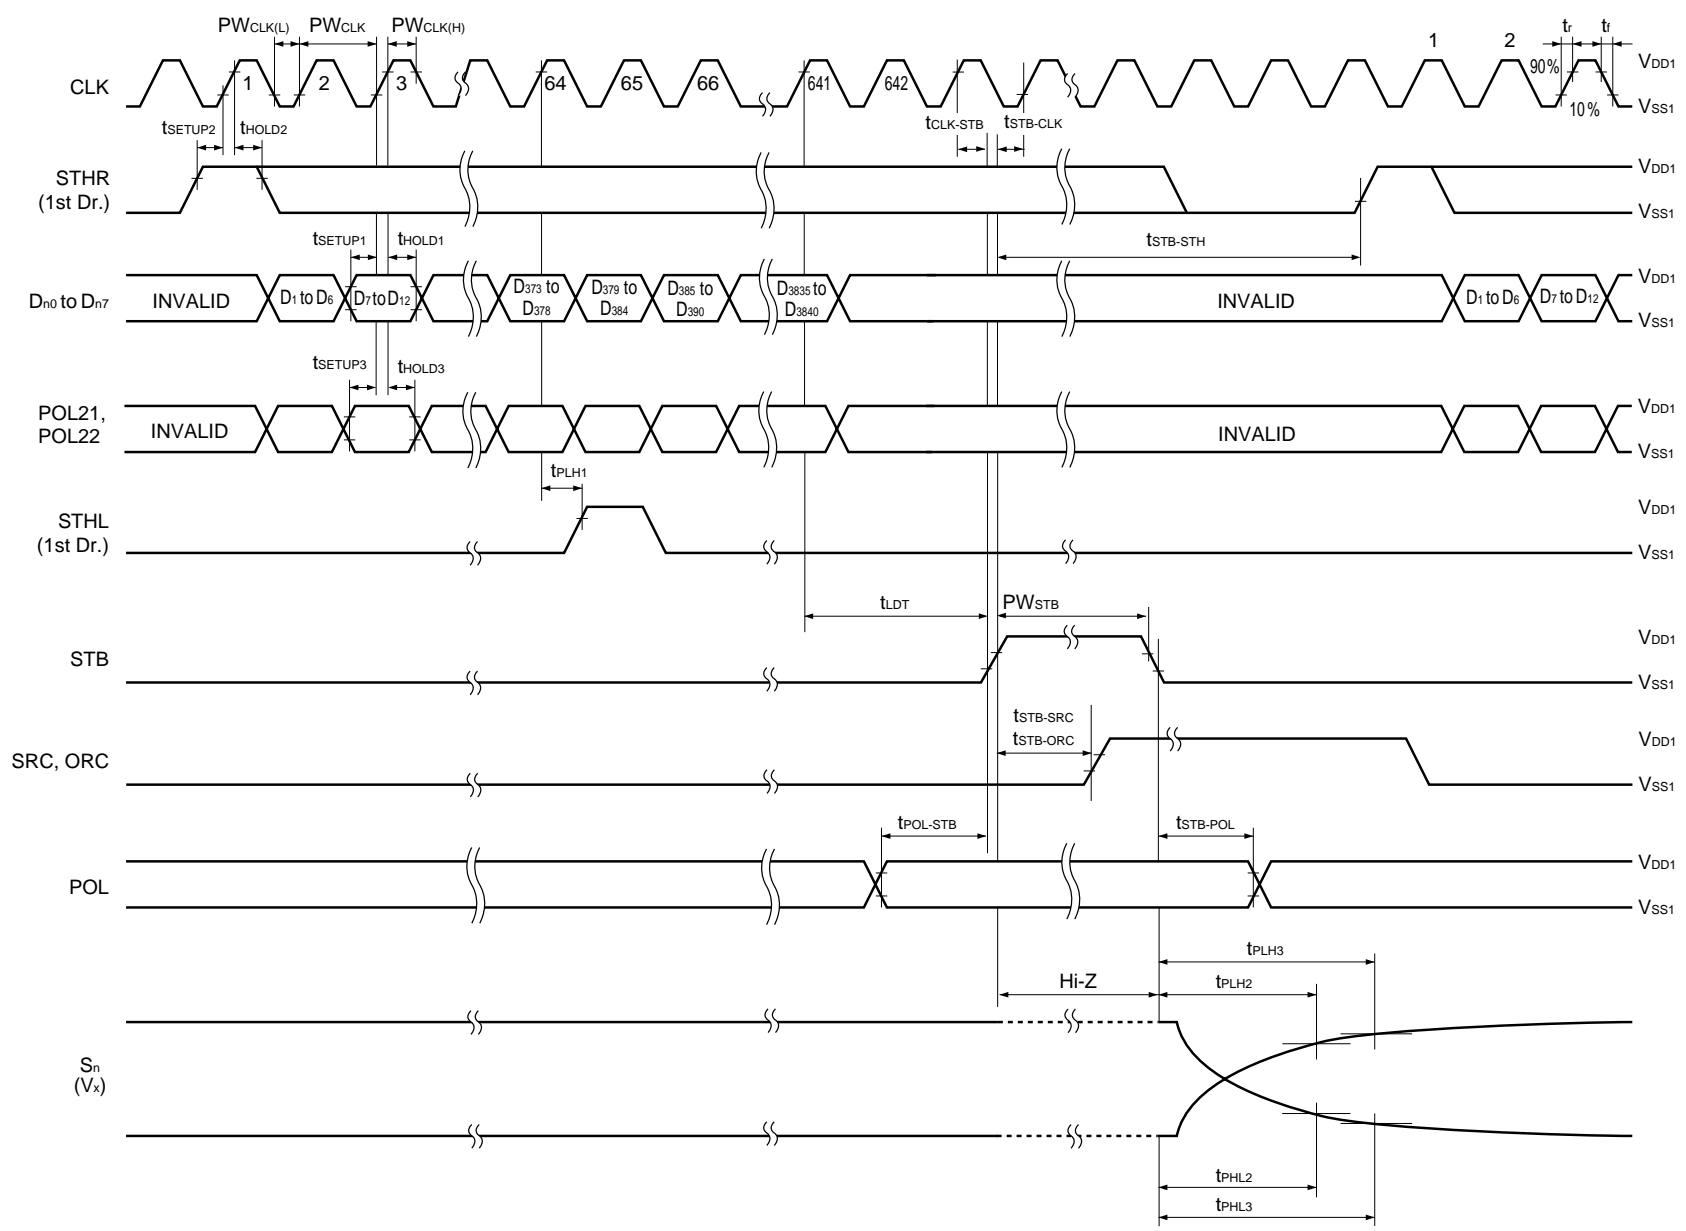 PWCLK(L) PWCLK PWCLK(H) tr tf
CLK 1 2 3 64 65 66 641 642 1 2 90% 10% VDD1
VSS1
tSETUP2 tHOLD2 tCLK-STB tSTB-CLK
STHR VDD1
(1st Dr.) VSS1
tSETUP1 tHOLD1 tSTB-STH
Dn0 to Dn7 INVALID D1 to D6 D7 to D12 D373 to D378 D379 to D384 D385 to D390 D3835 to D3840 INVALID D1 to D6 D7 to D12 VDD1
VSS1
tSETUP3 tHOLD3
POL21, VDD1
POL22 INVALID INVALID VSS1
tPLH1
STHL VDD1
(1st Dr.) VSS1
tLDT PWSTB
STB VDD1
VSS1
tSTB-SRC
tSTB-ORC
SRC, ORC VDD1
VSS1
tPOL-STB tSTB-POL
POL VDD1
VSS1
tPLH3
Hi-Z tPLH2
Sn
(Vx)
tPHL2
tPHL3